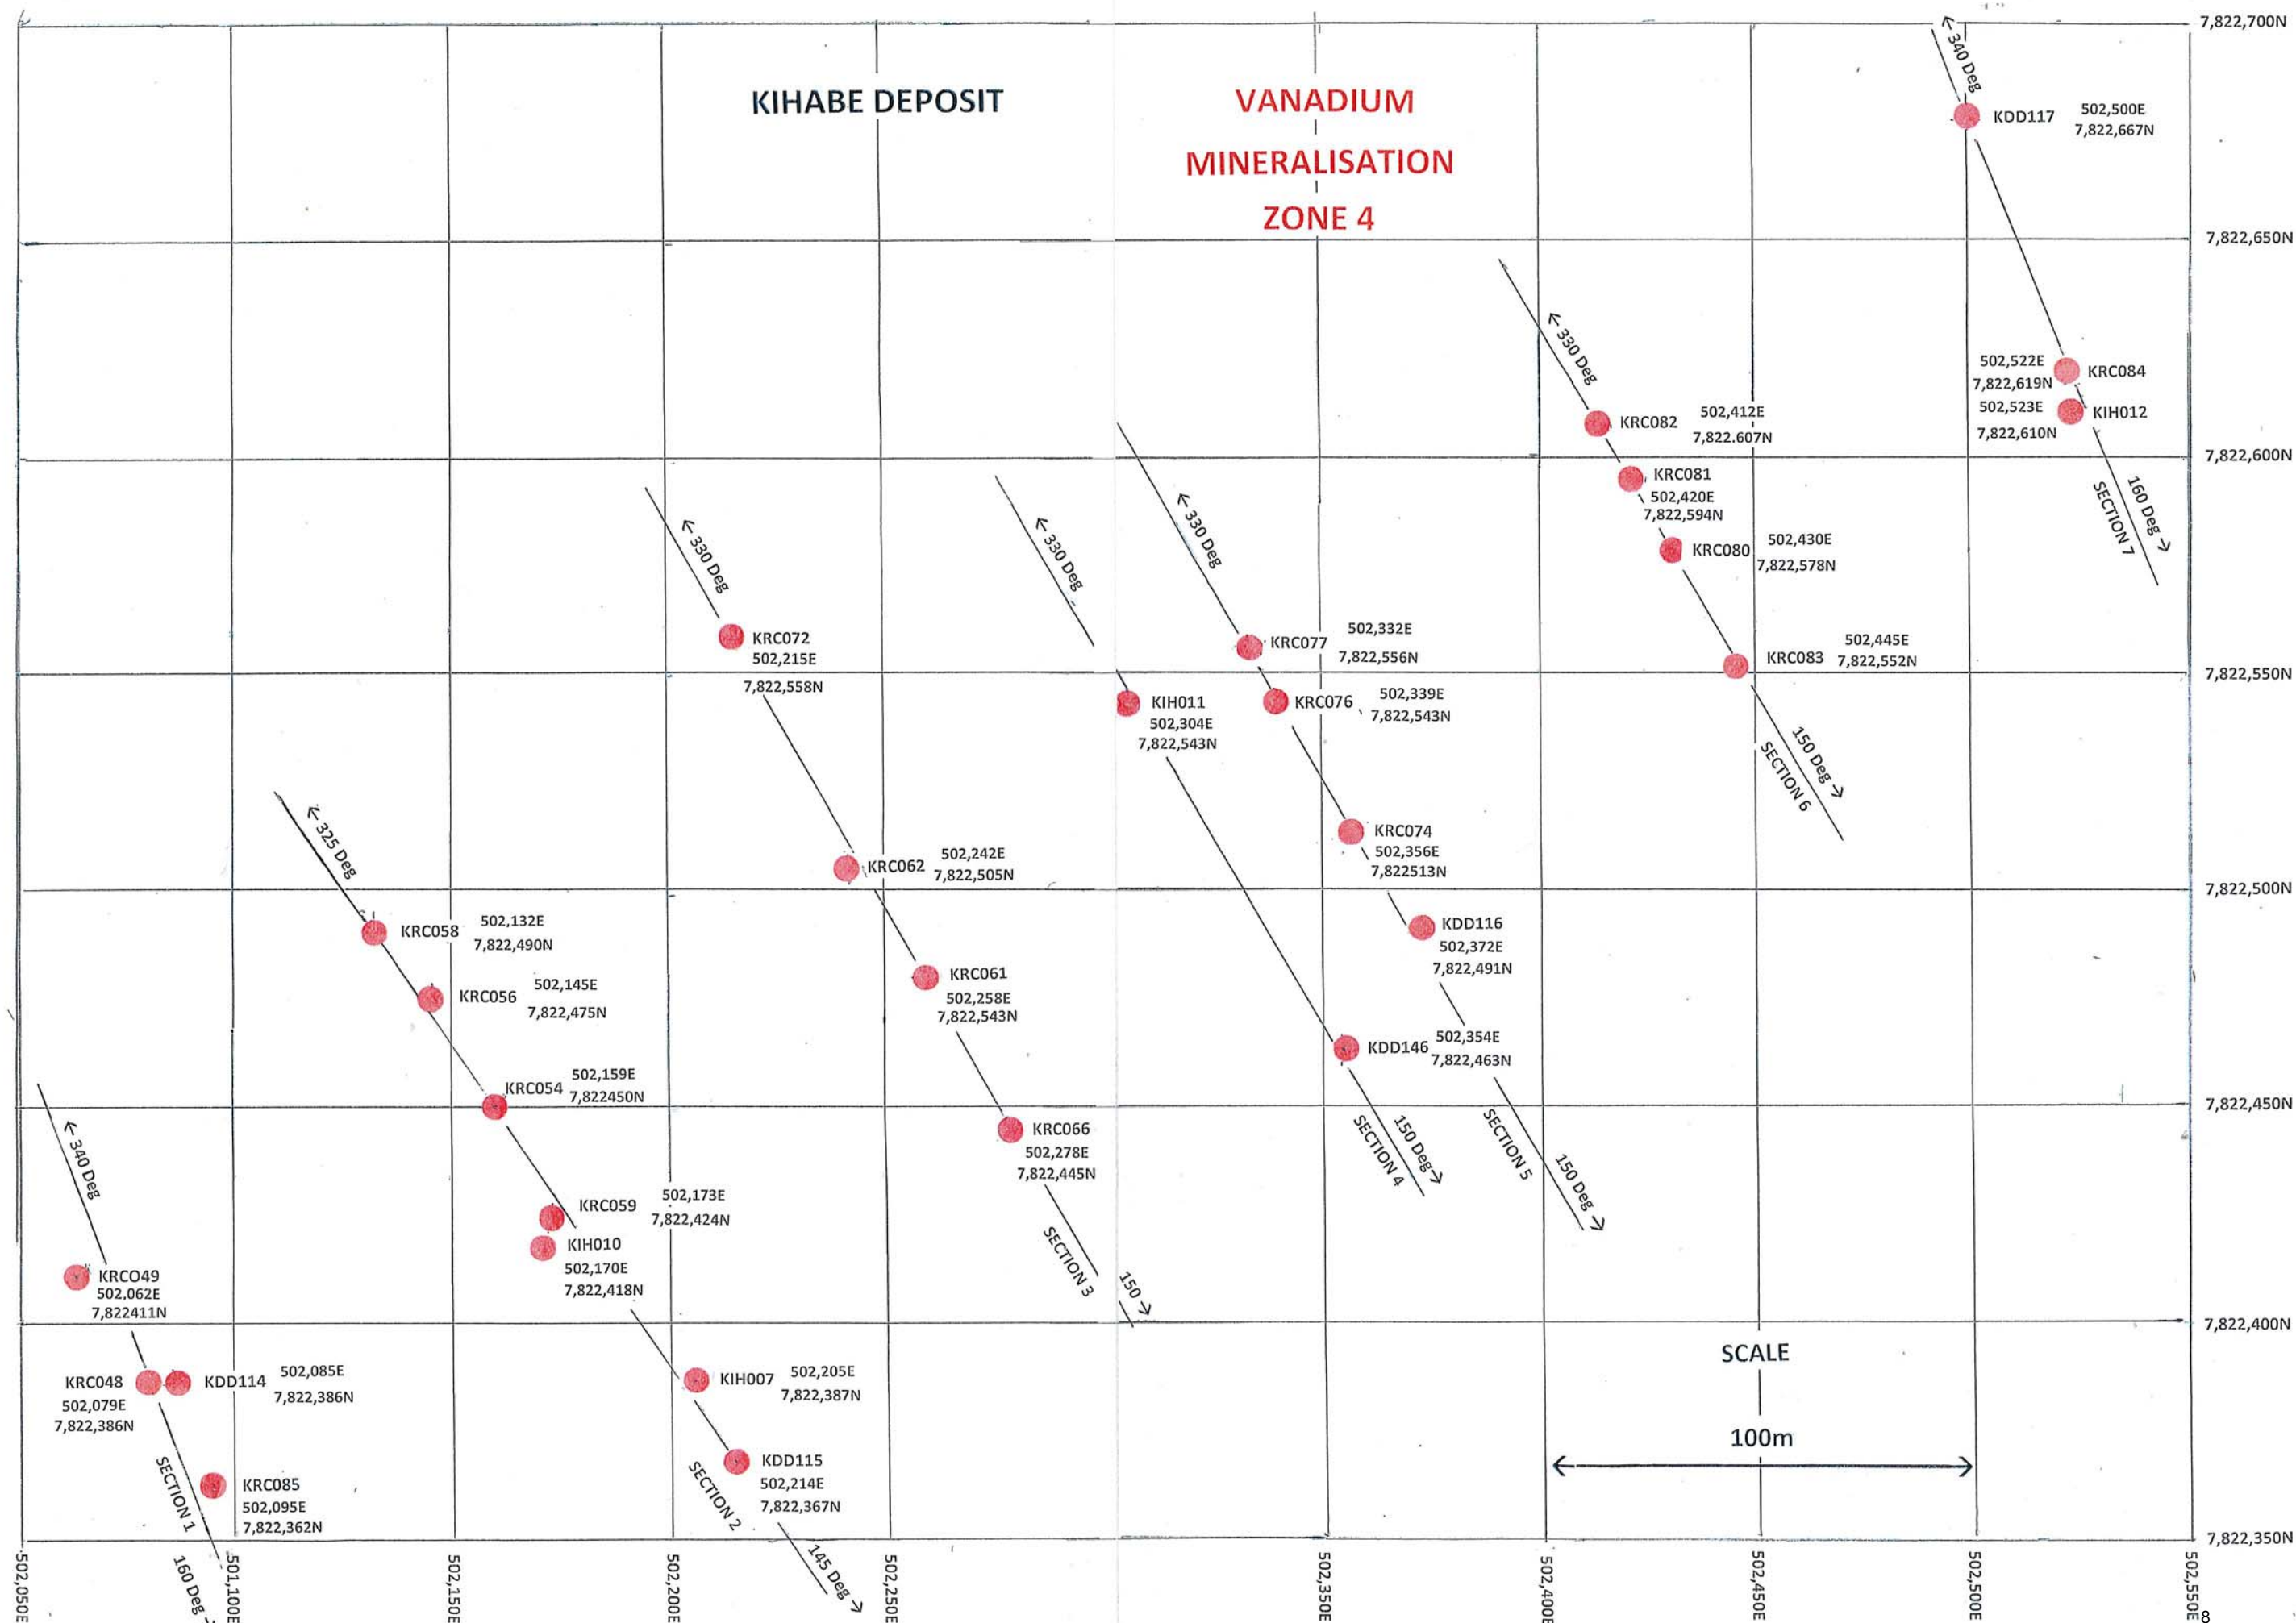 7,822,700N
KIHABE DEPOSIT
VANADIUM
MINERALISATION
ZONE 4
← 340 Deg
KDD117
502,500E
7,822,667N
7,822,650N
← 330 Deg
502,522E
7,822,619N
KRC084
502,523E
7,822,610N
KIH012
KRC082
502,412E
7,822.607N
7,822,600N
KRC081
502,420E
7,822,594N
160 Deg →
SECTION 7
KRC080
502,430E
7,822,578N
← 330 Deg
← 330 Deg
← 330 Deg
KRC072
502,215E
7,822,558N
KRC077
502,332E
7,822,556N
KRC083
502,445E
7,822,552N
7,822,550N
KIH011
502,304E
7,822,543N
KRC076
502,339E
7,822,543N
150 Deg →
SECTION 6
← 325 Deg
KRC074
502,356E
7,822513N
KRC062
502,242E
7,822,505N
7,822,500N
KRC058
502,132E
7,822,490N
KDD116
502,372E
7,822,491N
KRC061
502,258E
7,822,543N
KRC056
502,145E
7,822,475N
KDD146
502,354E
7,822,463N
KRC054
502,159E
7,822450N
7,822,450N
KRC066
502,278E
7,822,445N
← 340 Deg
SECTION 4
150 Deg →
SECTION 5
150 Deg →
KRC059
502,173E
7,822,424N
KIH010
502,170E
7,822,418N
SECTION 3
150 →
KRCO49
502,062E
7,822411N
7,822,400N
SCALE
100m
KRC048
502,079E
7,822,386N
KDD114
502,085E
7,822,386N
KIH007
502,205E
7,822,387N
KDD115
502,214E
7,822,367N
SECTION 1
KRC085
502,095E
7,822,362N
SECTION 2
7,822,350N
160 Deg →
145 Deg →
502,050E
501,100E
502,150E
502,200E
502,250E
502,350E
502,400E
502,450E
502,500E
502,550E
8